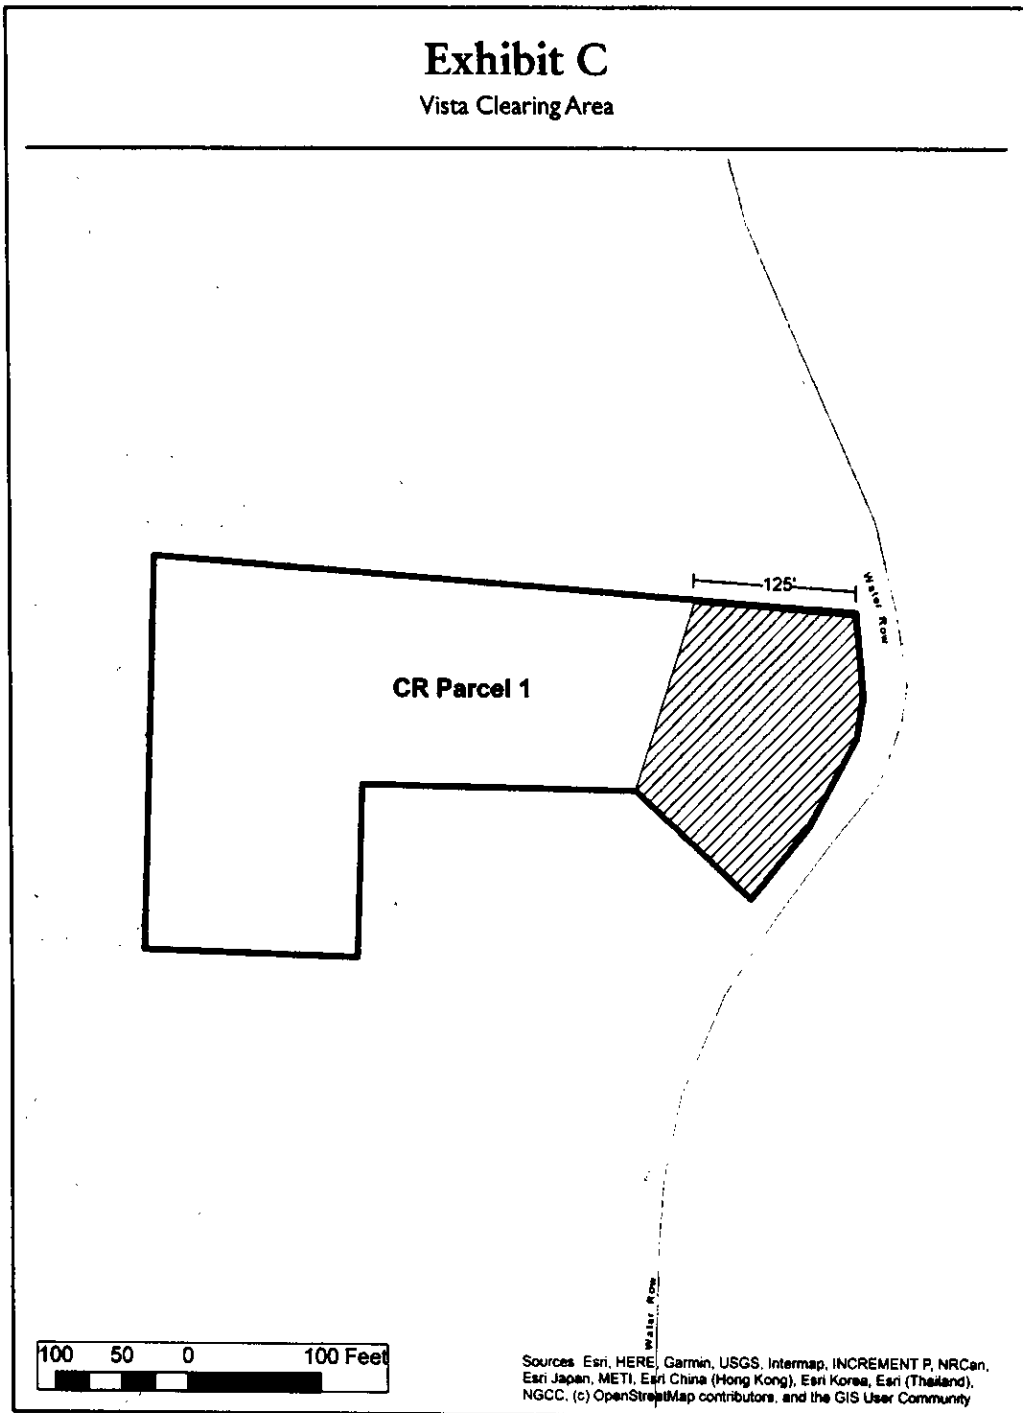 Exhibit C
Vista Clearing Area
125'
Water Row
CR Parcel 1
Water Row
100 50 0 100 Feet
Sources Esri, HERE, Garmin, USGS, Intermap, INCREMENT P, NRCan,
Esri Japan, METI, Esri China (Hong Kong), Esri Korea, Esri (Thailand),
NGCC, (c) OpenStreetMap contributors, and the GIS User Community